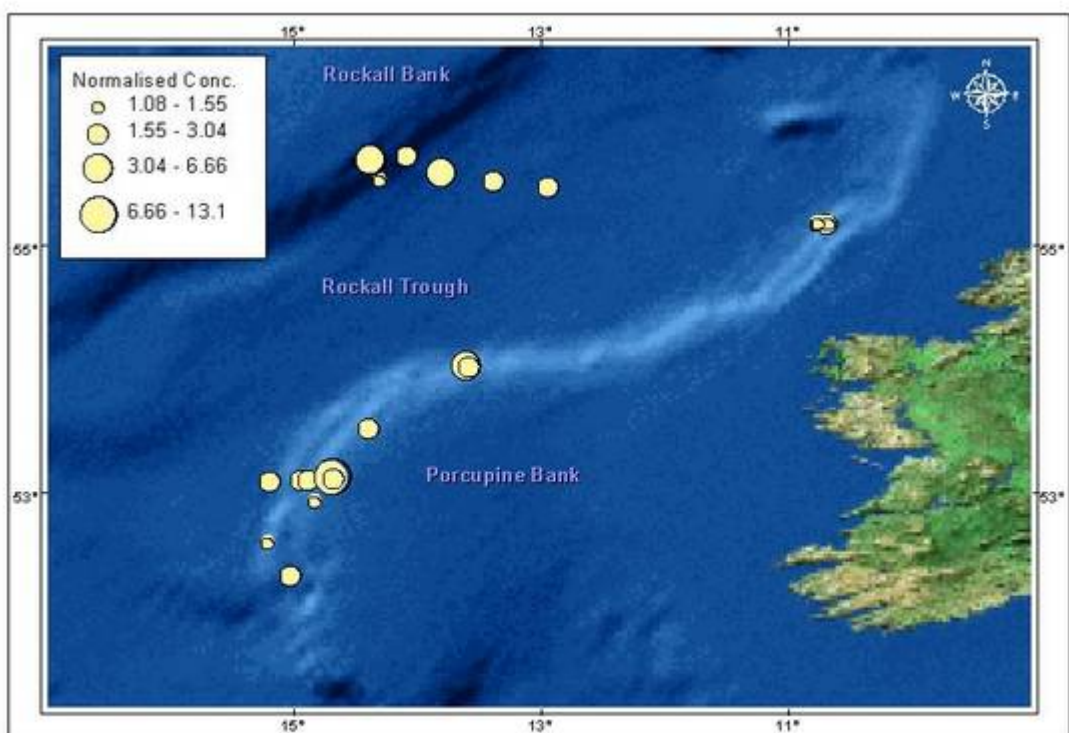 15° 13° 11°
Normalised Conc.
1.08 - 1.55
1.55 - 3.04
3.04 - 6.66
6.66 - 13.1
Rockall Bank
N
W E
S
55° 55°
Rockall Trough
Porcupine Bank
53° 53°
15° 13° 11°